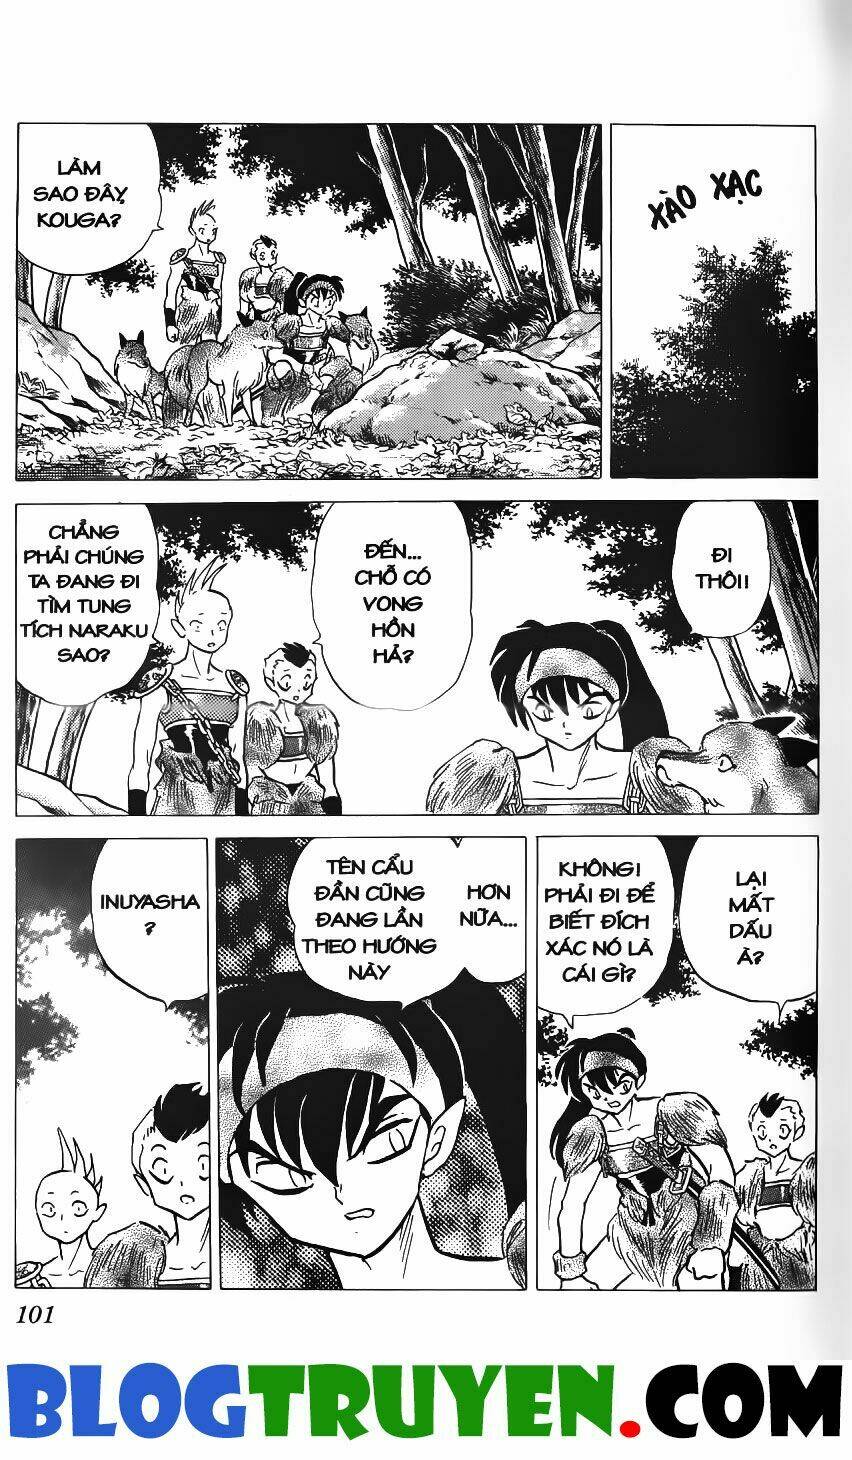 XÀO XẠC
LÀM
SAO ĐÂY,
KOUGA?
ĐI
THÔI!
ĐẾN...
CHỖ CÓ
VONG
HỒN
HẢ?
CHẲNG
PHẢI CHÚNG
TA ĐANG ĐI
TÌM TUNG
TÍCH NARAKU
SAO?
LẠI
MẤT
DẤU
À?
KHÔNG!
PHẢI ĐI ĐỂ
BIẾT ĐÍCH
XÁC NÓ LÀ
CÁI GÌ?
HƠN
NỮA...
TÊN CẨU
ĐẦN CŨNG
ĐANG LẦN
THEO HƯỚNG
NÀY
INUYASHA
?
101
BLOGTRUYEN.COM